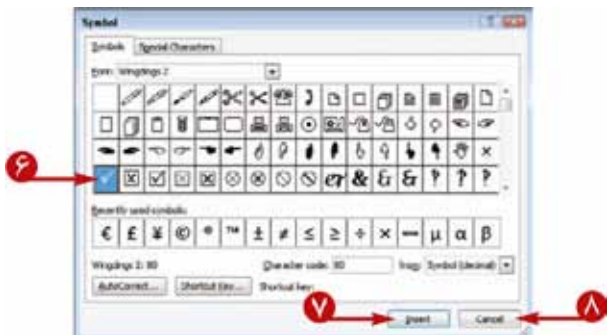 Symbol
Symbols Special Characters
Font: Wingdings 2
۶
Recently used symbols:
€ £ ¥ © ® ™ ± ≠ ≤ ≥ ÷ × ∞ µ α β
Wingdings 2: 80 Character code: 80 from: Symbol (decimal)
AutoCorrect... Shortcut Key... Shortcut key:
۷ Insert Cancel ۸